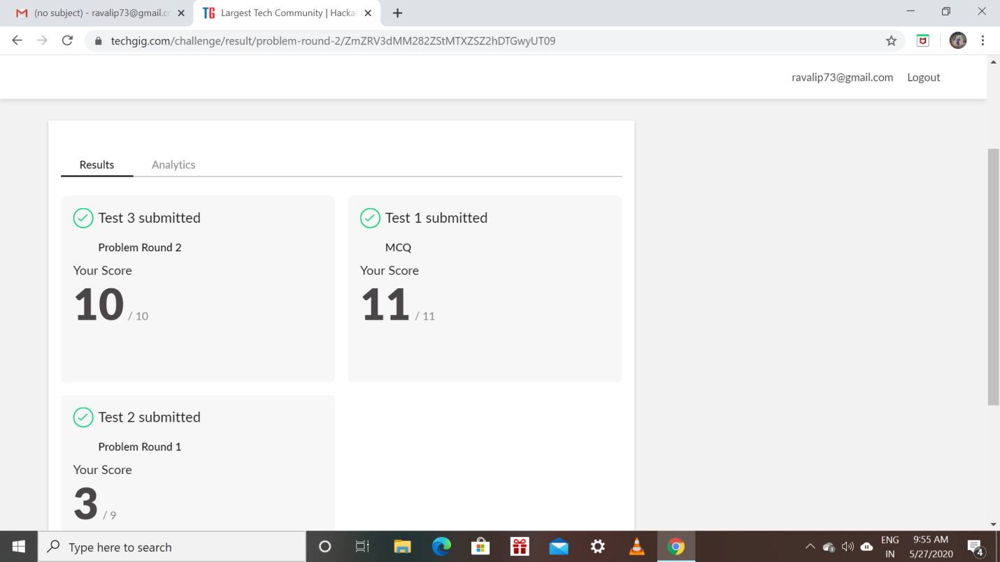 (no subject) - ravalip73@gmail.cc
TG Largest Tech Community | Hacka
techgig.com/challenge/result/problem-round-2/ZmZRV3dMM282ZStMTXZSZ2hDTGwyUT09
ravalip73@gmail.com Logout
Results Analytics
Test 3 submitted
Problem Round 2
Your Score
10 / 10
Test 1 submitted
MCQ
Your Score
11 / 11
Test 2 submitted
Problem Round 1
Your Score
3 / 9
Type here to search
ENG
IN
9:55 AM
5/27/2020
4